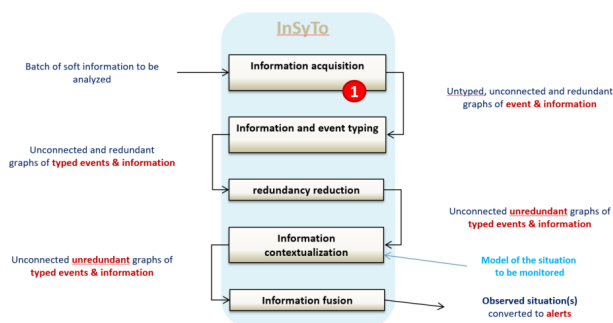 InSyTo
Batch of soft information to be
analyzed
Information acquisition
1
Untyped, unconnected and redundant
graphs of event & information
Information and event typing
Unconnected and redundant
graphs of typed events & information
redundancy reduction
Unconnected unredundant graphs of
typed events & information
Information
contextualization
Unconnected unredundant graphs of
typed events & information
Model of the situation
to be monitored
Information fusion
Observed situation(s)
converted to alerts